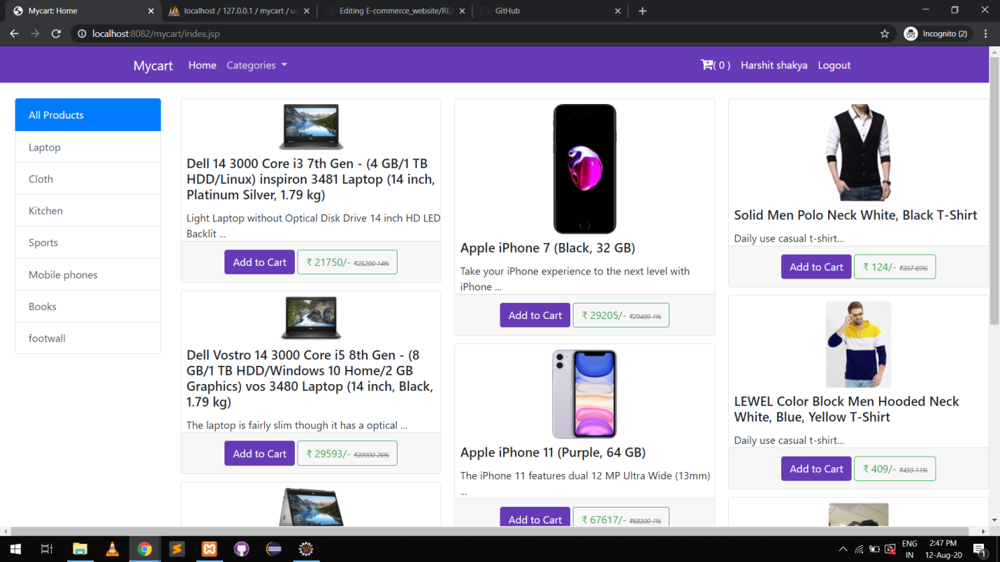 Mycart: Home
localhost / 127.0.0.1 / mycart / us
Editing E-commerce_website/REA
GitHub
localhost:8082/mycart/index.jsp
Incognito (2)
Mycart
Home
Categories
( 0 )
Harshit shakya
Logout
All Products
Laptop
Cloth
Kitchen
Sports
Mobile phones
Books
footwall
Dell 14 3000 Core i3 7th Gen - (4 GB/1 TB
HDD/Linux) inspiron 3481 Laptop (14 inch,
Platinum Silver, 1.79 kg)
Light Laptop without Optical Disk Drive 14 inch HD LED
Backlit ...
Add to Cart
₹ 21750/- ₹25290 14%
Dell Vostro 14 3000 Core i5 8th Gen - (8
GB/1 TB HDD/Windows 10 Home/2 GB
Graphics) vos 3480 Laptop (14 inch, Black,
1.79 kg)
The laptop is fairly slim though it has a optical ...
Add to Cart
₹ 29593/- ₹39990 26%
Apple iPhone 7 (Black, 32 GB)
Take your iPhone experience to the next level with
iPhone ...
Add to Cart
₹ 29205/- ₹29499 1%
Apple iPhone 11 (Purple, 64 GB)
The iPhone 11 features dual 12 MP Ultra Wide (13mm)
...
Add to Cart
₹ 67617/- ₹68300 1%
Solid Men Polo Neck White, Black T-Shirt
Daily use casual t-shirt...
Add to Cart
₹ 124/- ₹397 69%
LEWEL Color Block Men Hooded Neck
White, Blue, Yellow T-Shirt
Daily use casual t-shirt...
Add to Cart
₹ 409/- ₹459 11%
ENG
IN
2:47 PM
12-Aug-20
1